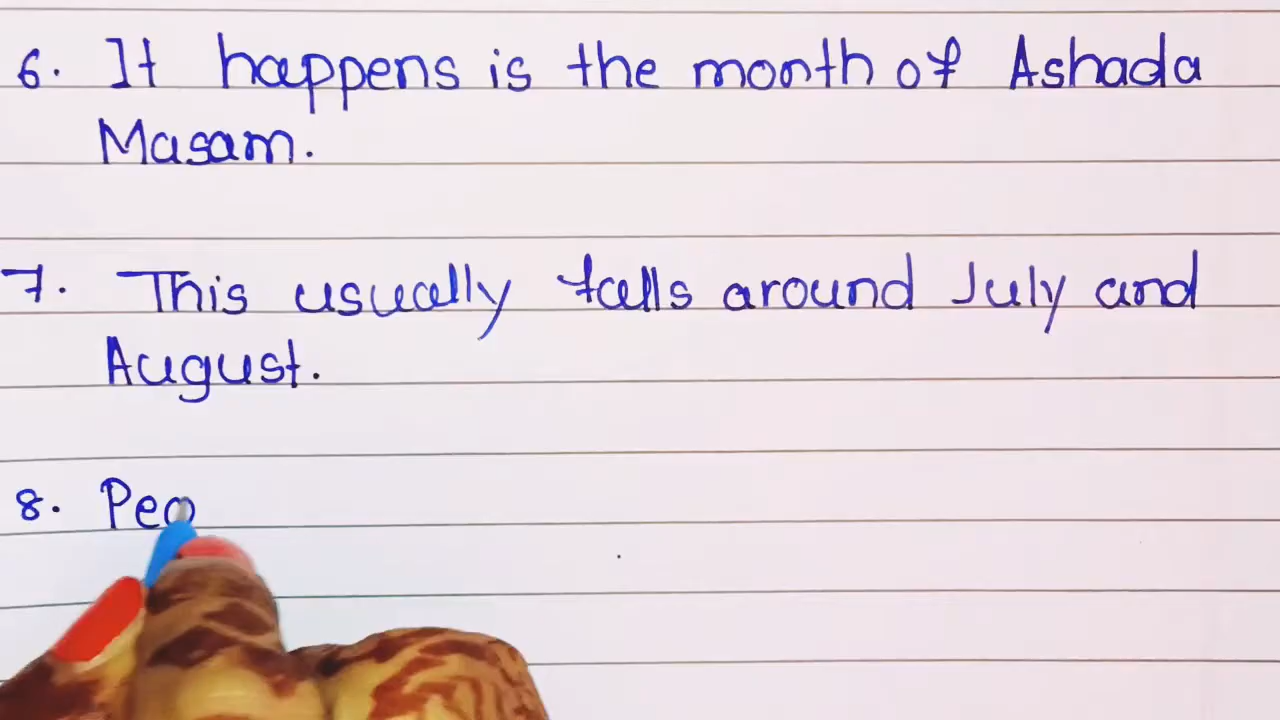 6. It happens is the month of Ashada
Masam.
7. This usually falls around July and
August.
8. Peo